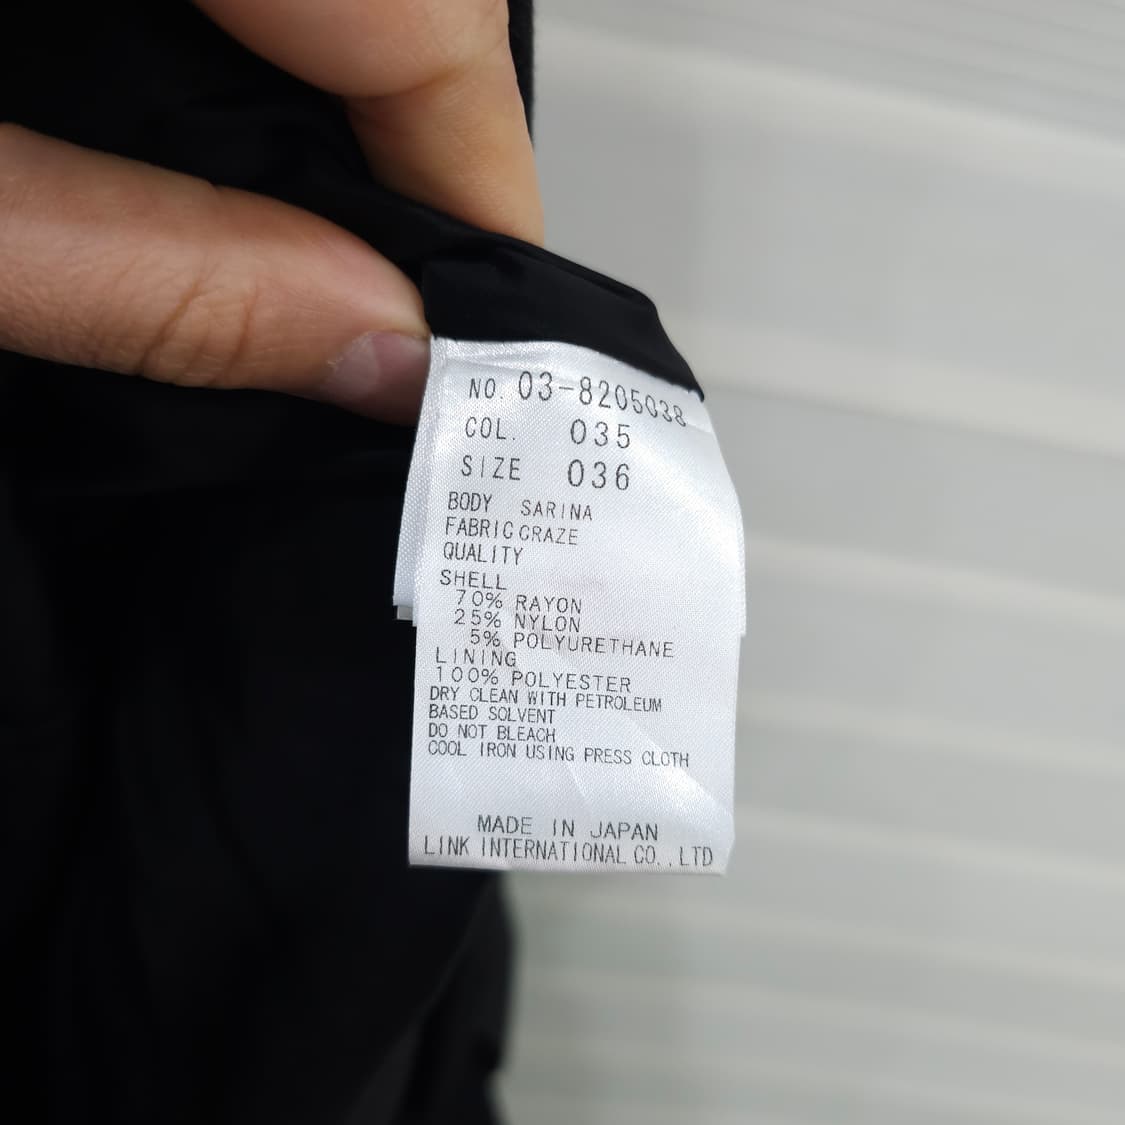 NO. 03-8205038
COL. 035
SIZE 036
BODY SARINA
FABRIC GRAZE
QUALITY
SHELL
70% RAYON
25% NYLON
5% POLYURETHANE
LINING
100% POLYESTER
DRY CLEAN WITH PETROLEUM
BASED SOLVENT
DO NOT BLEACH
COOL IRON USING PRESS CLOTH
MADE IN JAPAN
LINK INTERNATIONAL CO.,LTD